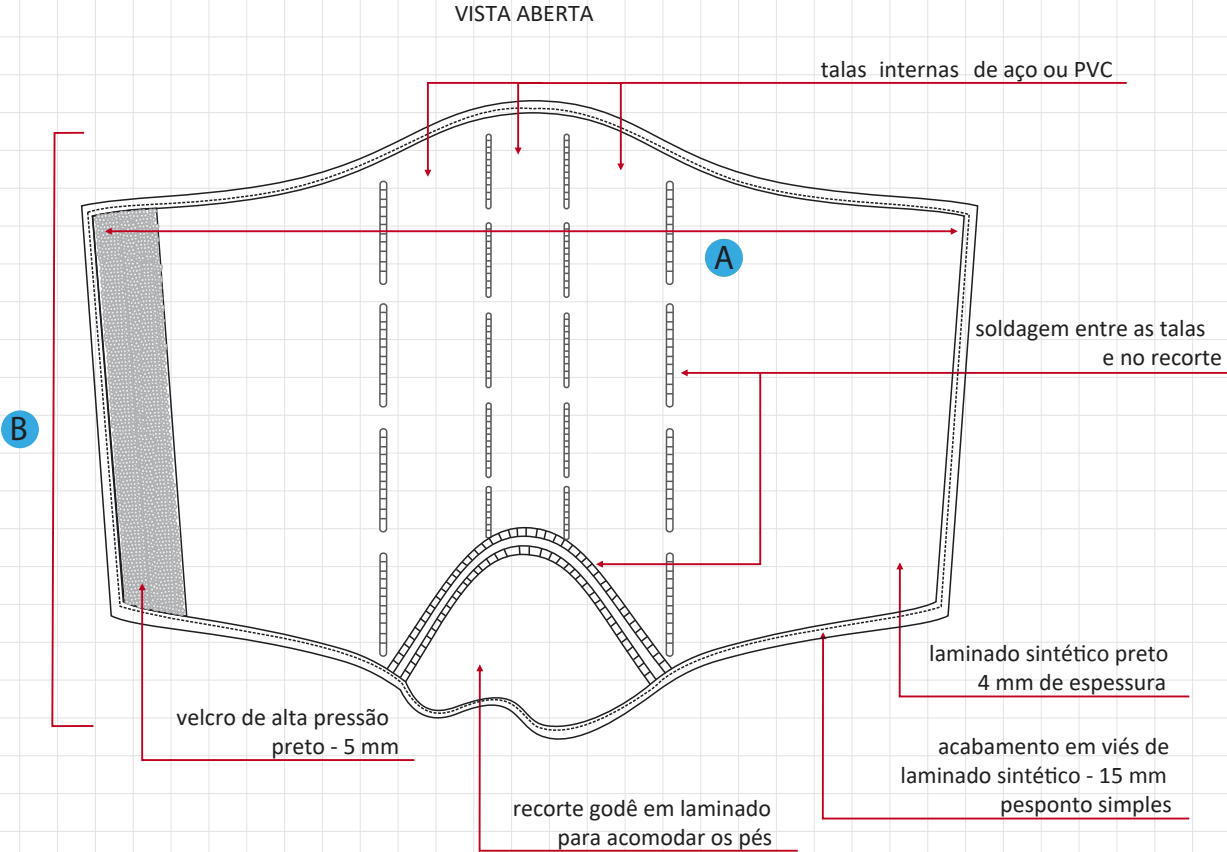 VISTA ABERTA
talas internas de aço ou PVC
A
soldagem entre as talas
e no recorte
B
laminado sintético preto
4 mm de espessura
velcro de alta pressão
preto - 5 mm
acabamento em viés de
laminado sintético - 15 mm
pesponto simples
recorte godê em laminado
para acomodar os pés